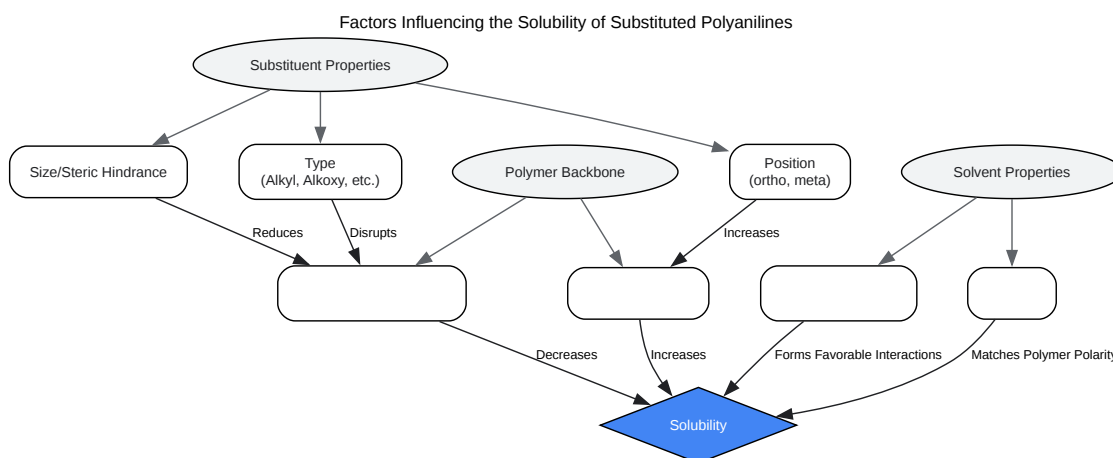 Factors Influencing the Solubility of Substituted Polyanilines
Substituent Properties
Size/Steric Hindrance
Type
(Alkyl, Alkoxy, etc.)
Polymer Backbone
Position
(ortho, meta)
Solvent Properties
Reduces
Disrupts
Increases
Decreases
Increases
Forms Favorable Interactions
Matches Polymer Polarity
Solubility